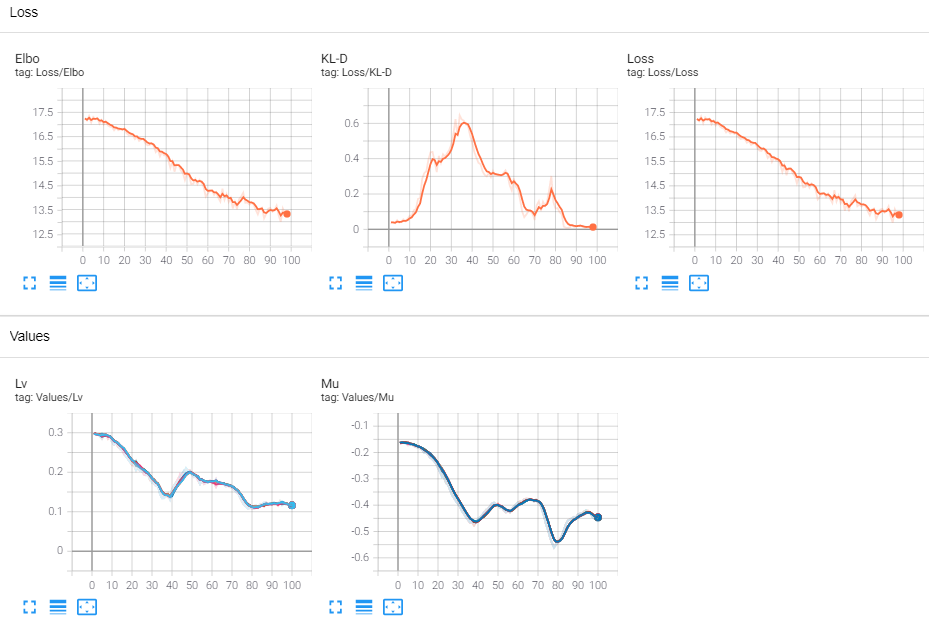 Loss
Elbo
tag: Loss/Elbo
17.5
16.5
15.5
14.5
13.5
12.5
0 10 20 30 40 50 60 70 80 90 100
KL-D
tag: Loss/KL-D
0.6
0.4
0.2
0
0 10 20 30 40 50 60 70 80 90 100
Loss
tag: Loss/Loss
17.5
16.5
15.5
14.5
13.5
12.5
0 10 20 30 40 50 60 70 80 90 100
Values
Lv
tag: Values/Lv
0.3
0.2
0.1
0
0 10 20 30 40 50 60 70 80 90 100
Mu
tag: Values/Mu
-0.1
-0.2
-0.3
-0.4
-0.5
-0.6
0 10 20 30 40 50 60 70 80 90 100